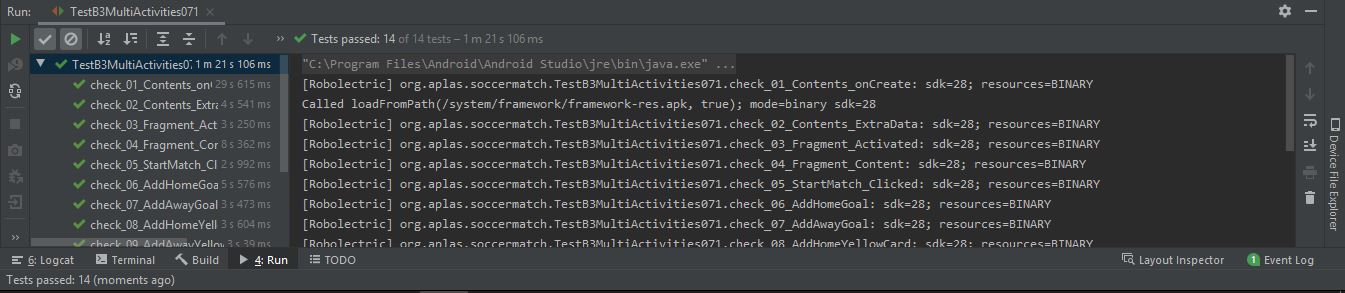 Run: TestB3MultiActivities071
Tests passed: 14 of 14 tests – 1 m 21 s 106 ms
TestB3MultiActivities07 1 m 21 s 106 ms
check_01_Contents_on 29 s 615 ms
check_02_Contents_Extra 4 s 541 ms
check_03_Fragment_Act 3 s 250 ms
check_04_Fragment_Con 8 s 362 ms
check_05_StartMatch_Cl 2 s 992 ms
check_06_AddHomeGoa 5 s 576 ms
check_07_AddAwayGoal 3 s 473 ms
check_08_AddHomeYell 3 s 604 ms
check_09_AddAwayYellow 3 s 39 ms
"C:\Program Files\Android\Android Studio\jre\bin\java.exe" ...
[Robolectric] org.aplas.soccermatch.TestB3MultiActivities071.check_01_Contents_onCreate: sdk=28; resources=BINARY
Called loadFromPath(/system/framework/framework-res.apk, true); mode=binary sdk=28
[Robolectric] org.aplas.soccermatch.TestB3MultiActivities071.check_02_Contents_ExtraData: sdk=28; resources=BINARY
[Robolectric] org.aplas.soccermatch.TestB3MultiActivities071.check_03_Fragment_Activated: sdk=28; resources=BINARY
[Robolectric] org.aplas.soccermatch.TestB3MultiActivities071.check_04_Fragment_Content: sdk=28; resources=BINARY
[Robolectric] org.aplas.soccermatch.TestB3MultiActivities071.check_05_StartMatch_Clicked: sdk=28; resources=BINARY
[Robolectric] org.aplas.soccermatch.TestB3MultiActivities071.check_06_AddHomeGoal: sdk=28; resources=BINARY
[Robolectric] org.aplas.soccermatch.TestB3MultiActivities071.check_07_AddAwayGoal: sdk=28; resources=BINARY
[Robolectric] org.aplas.soccermatch.TestB3MultiActivities071.check_08_AddHomeYellowCard: sdk=28; resources=BINARY
Device File Explorer
6: Logcat Terminal Build 4: Run TODO Layout Inspector 1 Event Log
Tests passed: 14 (moments ago)